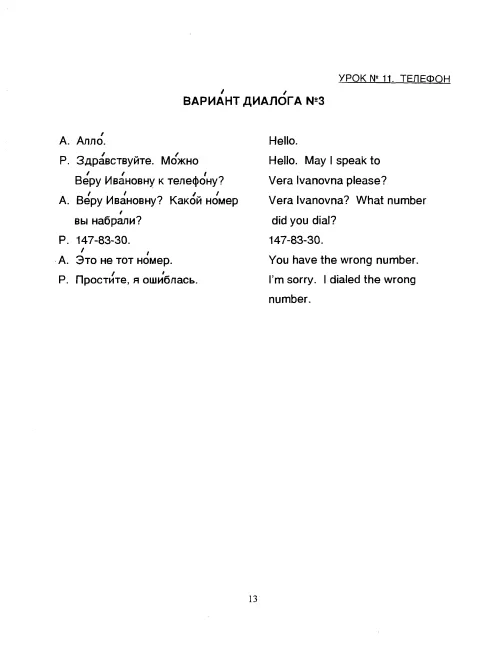 УРОК № 11. ТЕЛЕФОН
ВАРИА́НТ ДИАЛО́ГА №3
А. Алло́. Hello.
Р. Здра́вствуйте. Мо́жно Hello. May I speak to
Ве́ру Ива́новну к телефо́ну? Vera Ivanovna please?
А. Ве́ру Ива́новну? Како́й но́мер Vera Ivanovna? What number
вы набра́ли? did you dial?
Р. 147-83-30. 147-83-30.
А. Э́то не тот но́мер. You have the wrong number.
Р. Прости́те, я оши́блась. I'm sorry. I dialed the wrong
number.
13